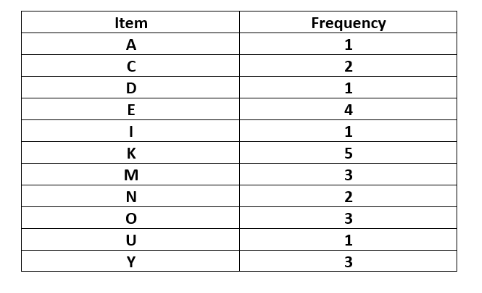 Item Frequency
A 1
C 2
D 1
E 4
I 1
K 5
M 3
N 2
O 3
U 1
Y 3